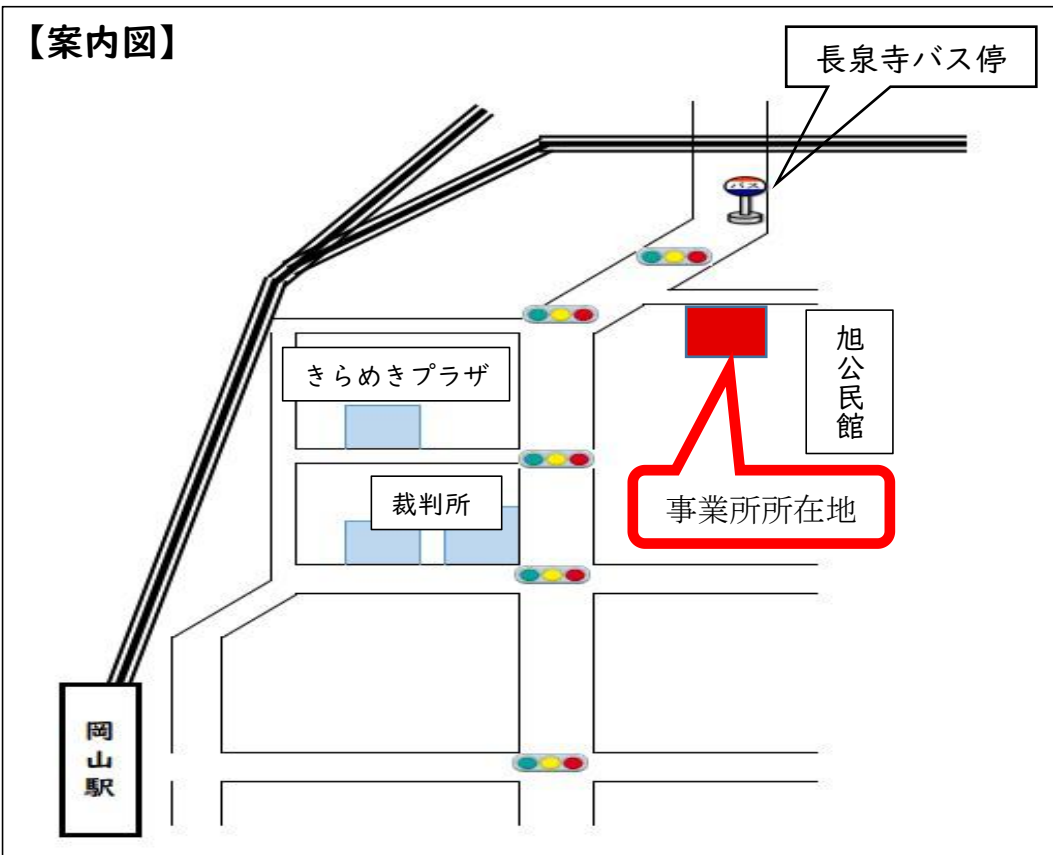 【案内図】
長泉寺バス停
バス
きらめきプラザ
旭公民館
裁判所
事業所所在地
岡山駅